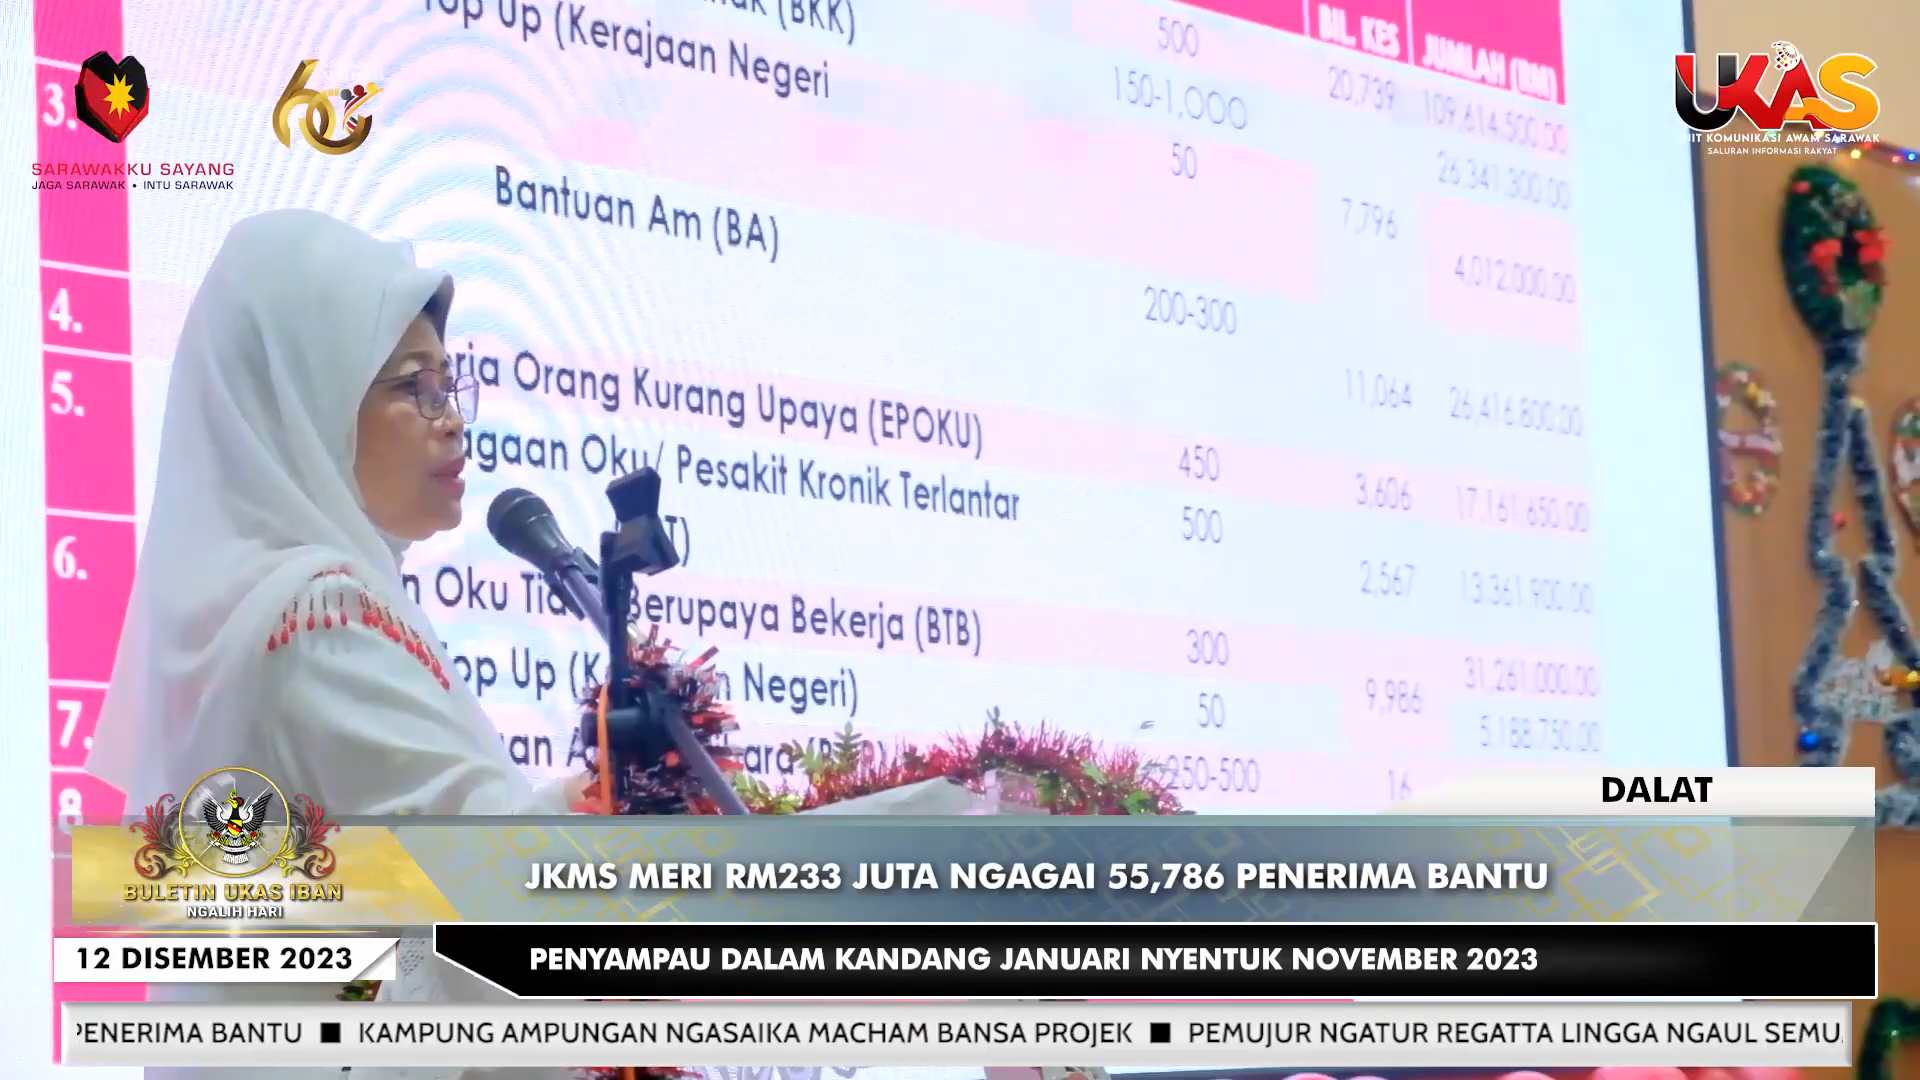 (BKK)
Top Up (Kerajaan Negeri
500
150-1,000
50
BIL. KES
JUMLAH (RM)
20,739
109,614,500.00
26,341,300.00
3.
Bantuan Am (BA)
7,796
4,012,000.00
200-300
4.
Orang Kurang Upaya (EPOKU)
11,064
26,416,800.00
5.
Oku/ Pesakit Kronik Terlantar
450
3,606
17,161,650.00
500
2,567
13,361,900.00
6.
Oku Berupaya Bekerja (BTB)
300
31,261,000.00
Up Negeri)
50
9,986
5,188,750.00
7.
250-500
16
8
SARAWAKKU SAYANG
JAGA SARAWAK • INTU SARAWAK
60
UKAS
UNIT KOMUNIKASI AWAM SARAWAK
SALURAN INFORMASI RAKYAT
DALAT
BULETIN UKAS IBAN
NGALIH HARI
JKMS MERI RM233 JUTA NGAGAI 55,786 PENERIMA BANTU
12 DISEMBER 2023
PENYAMPAU DALAM KANDANG JANUARI NYENTUK NOVEMBER 2023
PENERIMA BANTU ■ KAMPUNG AMPUNGAN NGASAIKA MACHAM BANSA PROJEK ■ PEMUJUR NGATUR REGATTA LINGGA NGAUL SEMU